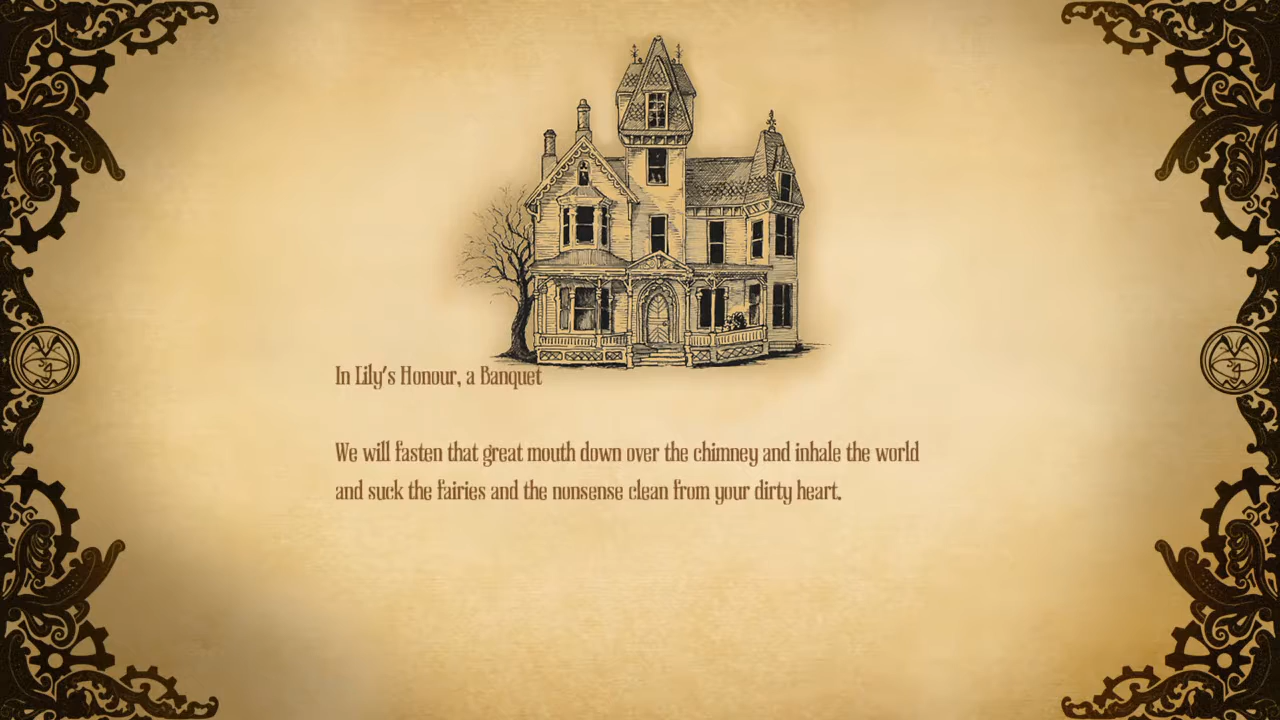 In Lily's Honour, a Banquet
We will fasten that great mouth down over the chimney and inhale the world
and suck the fairies and the nonsense clean from your dirty heart.